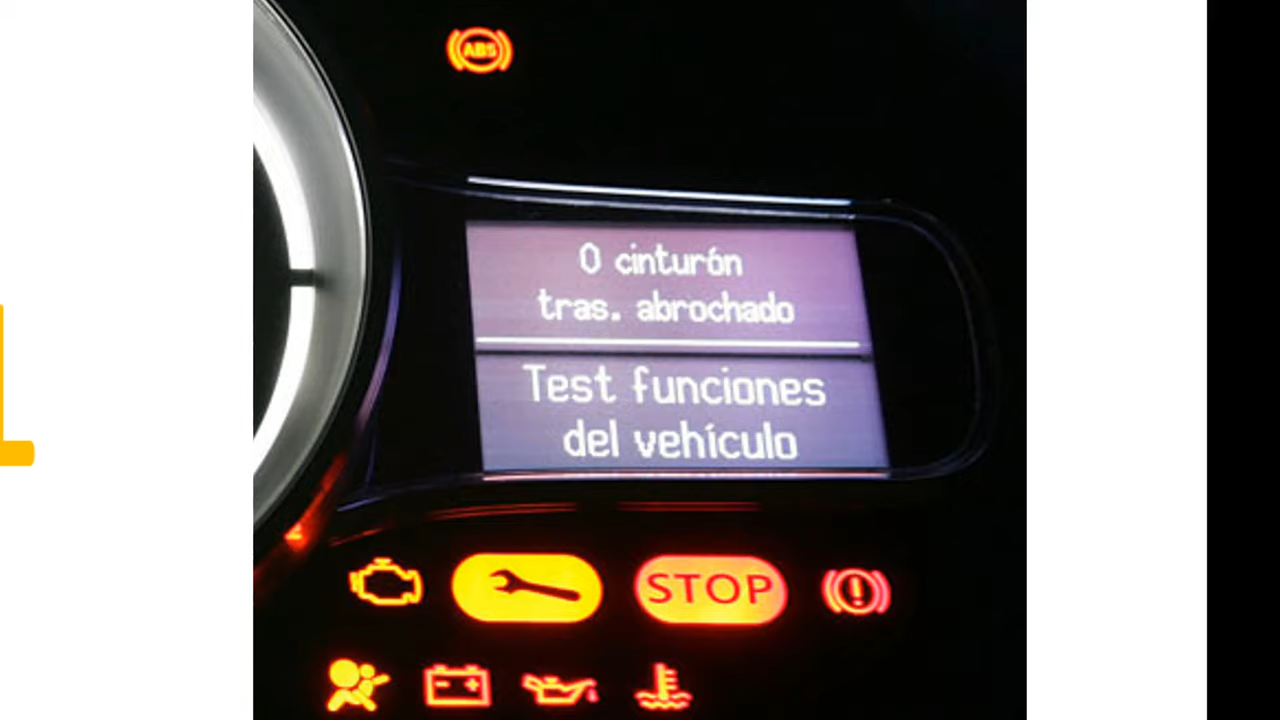 ABS
0 cinturón
tras. abrochado
Test funciones
del vehículo
STOP